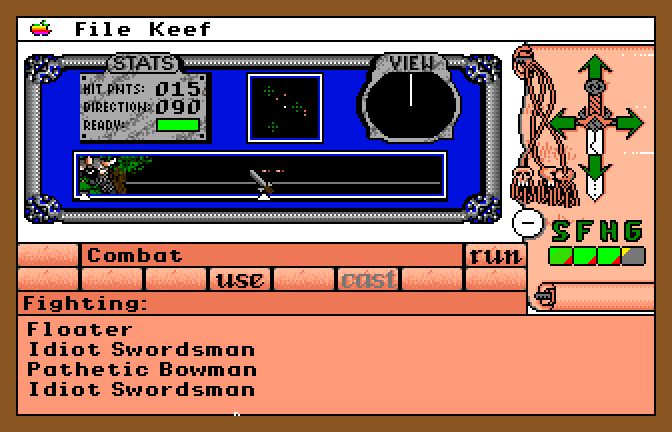 File Keef
STATS
VIEW
HIT PNTS: 015
DIRECTION: 090
READY:
SFHG
Combat
run
use
cast
Fighting:
Floater
Idiot Swordsman
Pathetic Bowman
Idiot Swordsman